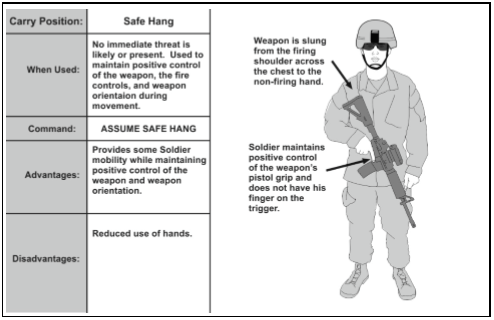 Carry Position:
Safe Hang
When Used:
No immediate threat is
likely or present. Used to
maintain positive control
of the weapon, the fire
controls, and weapon
orientaion during
movement.
Command:
ASSUME SAFE HANG
Advantages:
Provides some Soldier
mobility while maintaining
positive control of the
weapon and weapon
orientation.
Disadvantages:
Reduced use of hands.
Weapon is slung
from the firing
shoulder across
the chest to the
non-firing hand.
Soldier maintains
positive control
of the weapon's
pistol grip and
does not have his
finger on the
trigger.